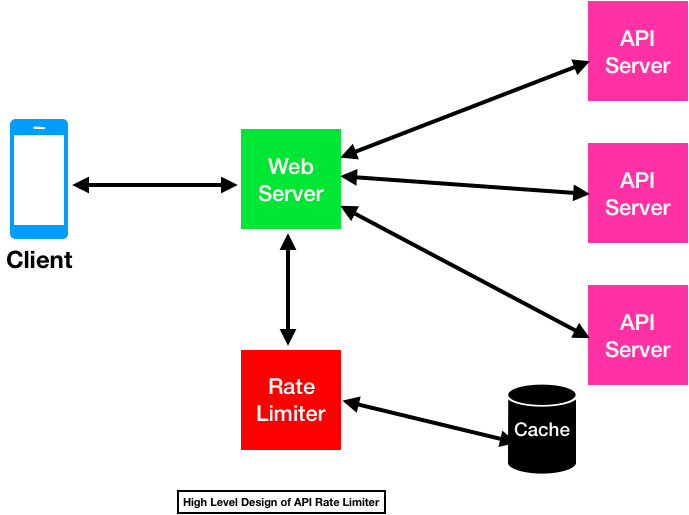 API
Server
Web
Server
API
Server
Client
API
Server
Rate
Limiter
Cache
High Level Design of API Rate Limiter